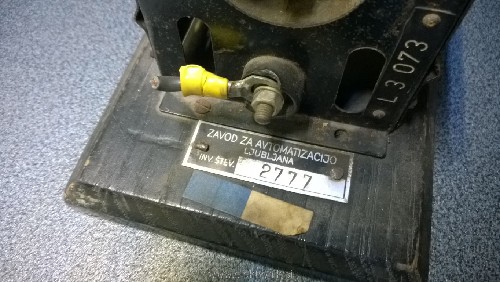 L3073
ZAVOD ZA AVTOMATIZACIJO
LJUBLJANA
INV. ŠTEV. 2777